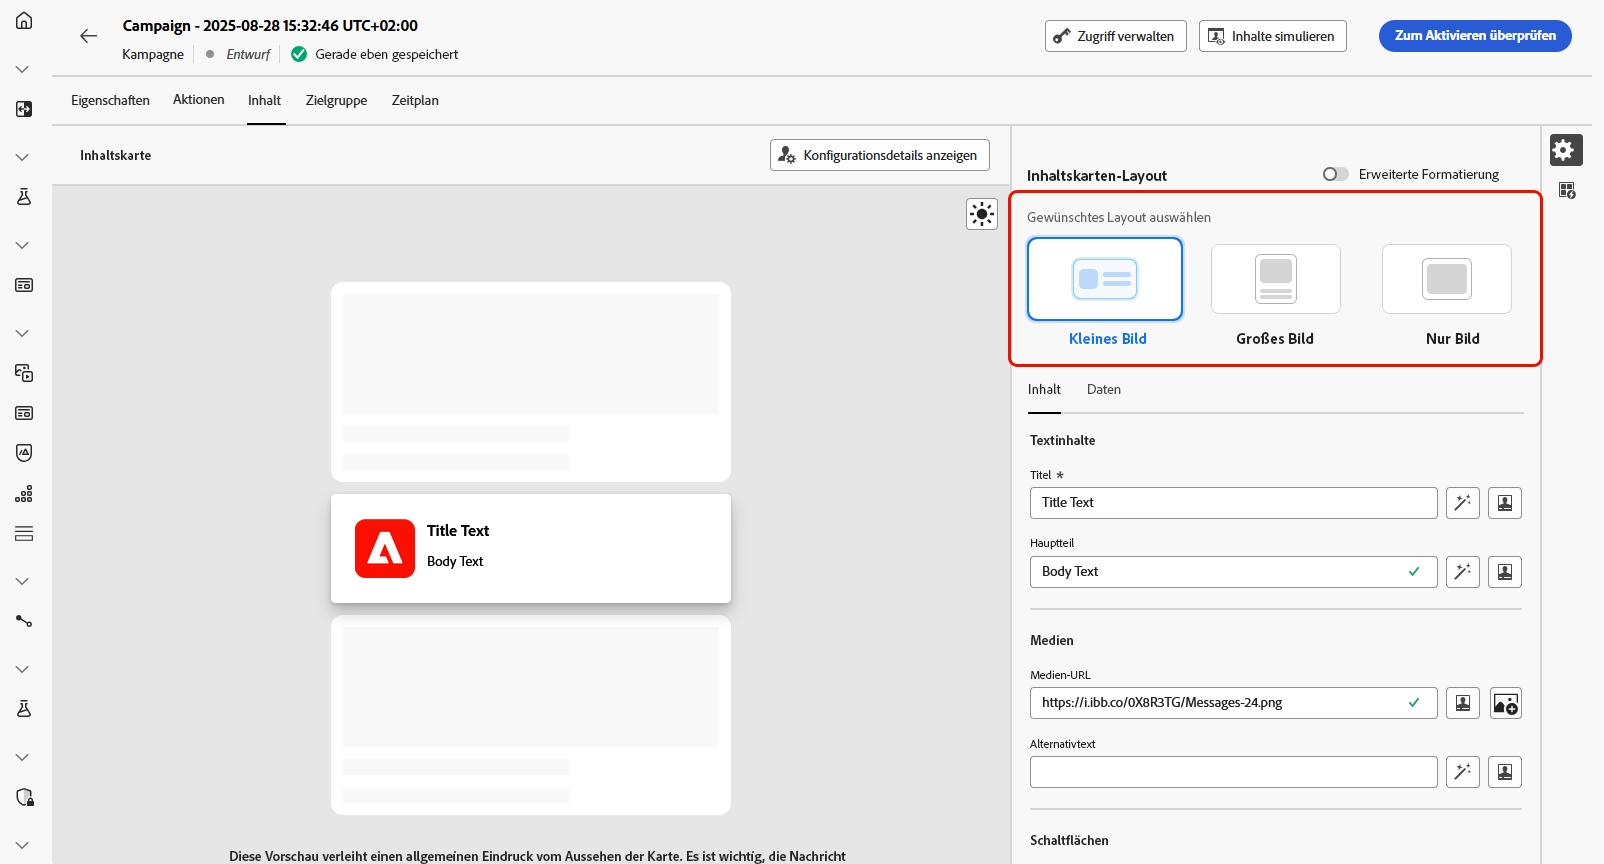 Campaign - 2025-08-28 15:32:46 UTC+02:00
Kampagne
Entwurf
Gerade eben gespeichert
Zugriff verwalten
Inhalte simulieren
Zum Aktivieren überprüfen
Eigenschaften
Aktionen
Inhalt
Zielgruppe
Zeitplan
Inhaltskarte
Konfigurationsdetails anzeigen
Inhaltskarten-Layout
Erweiterte Formatierung
Gewünschtes Layout auswählen
Kleines Bild
Großes Bild
Nur Bild
Inhalt
Daten
Textinhalte
Titel *
Title Text
Hauptteil
Body Text
Medien
Medien-URL
https://i.ibb.co/0X8R3TG/Messages-24.png
Alternativtext
Schaltflächen
Title Text
Body Text
Diese Vorschau verleiht einen allgemeinen Eindruck vom Aussehen der Karte. Es ist wichtig, die Nachricht